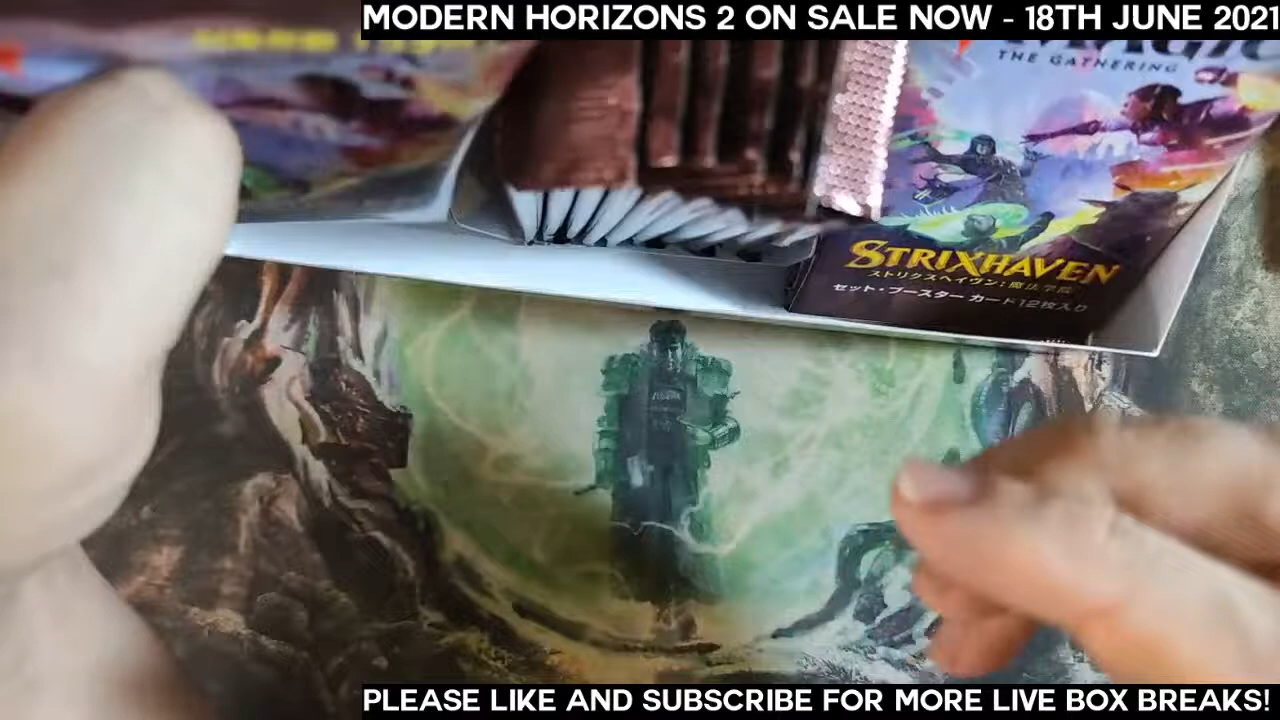 MODERN HORIZONS 2 ON SALE NOW - 18TH JUNE 2021
MAGIC
THE GATHERING
STRIXHAVEN
ストリクスヘイヴン：魔法学院
セット・ブースター カード12枚入り
PLEASE LIKE AND SUBSCRIBE FOR MORE LIVE BOX BREAKS!